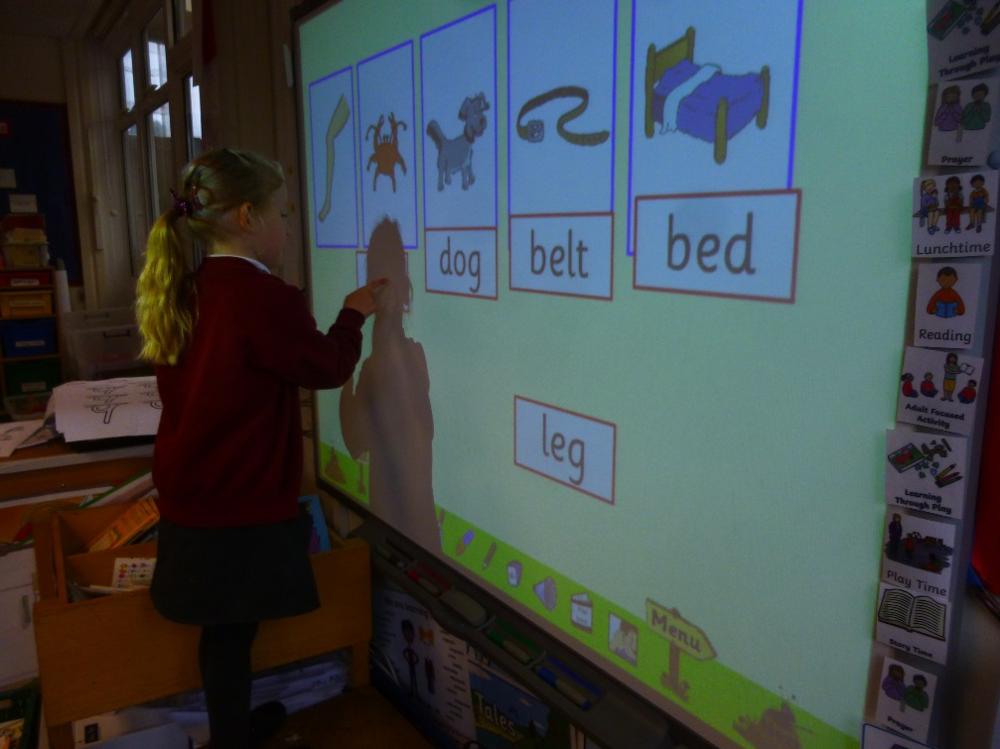 dog
belt
bed
leg
Menu
Learning
Through Play
Prayer
Lunchtime
Reading
Adult Focused
Activity
Learning
Through Play
Play Time
Story Time
Prayer
Tales